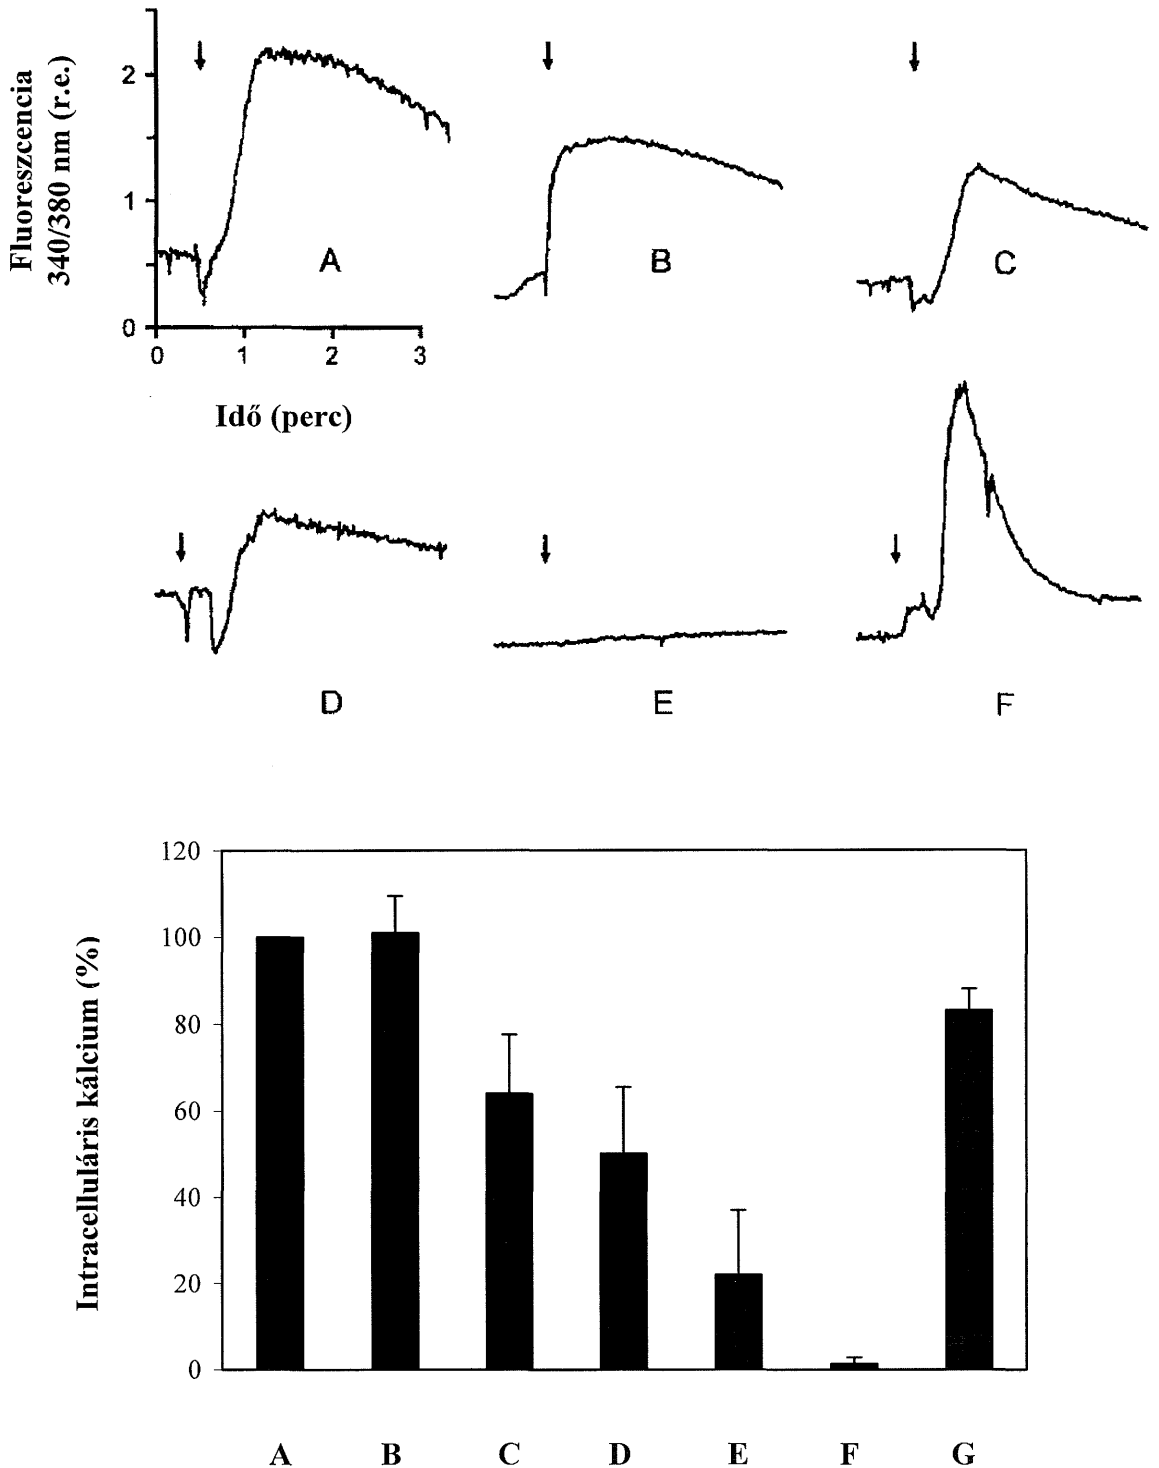 Fluoreszcencia
340/380 nm (r.e.)
2
1
0
0 1 2 3
Idő (perc)
A
B
C
D
E
F
Intracelluláris kálcium (%)
120
100
80
60
40
20
0
A B C D E F G